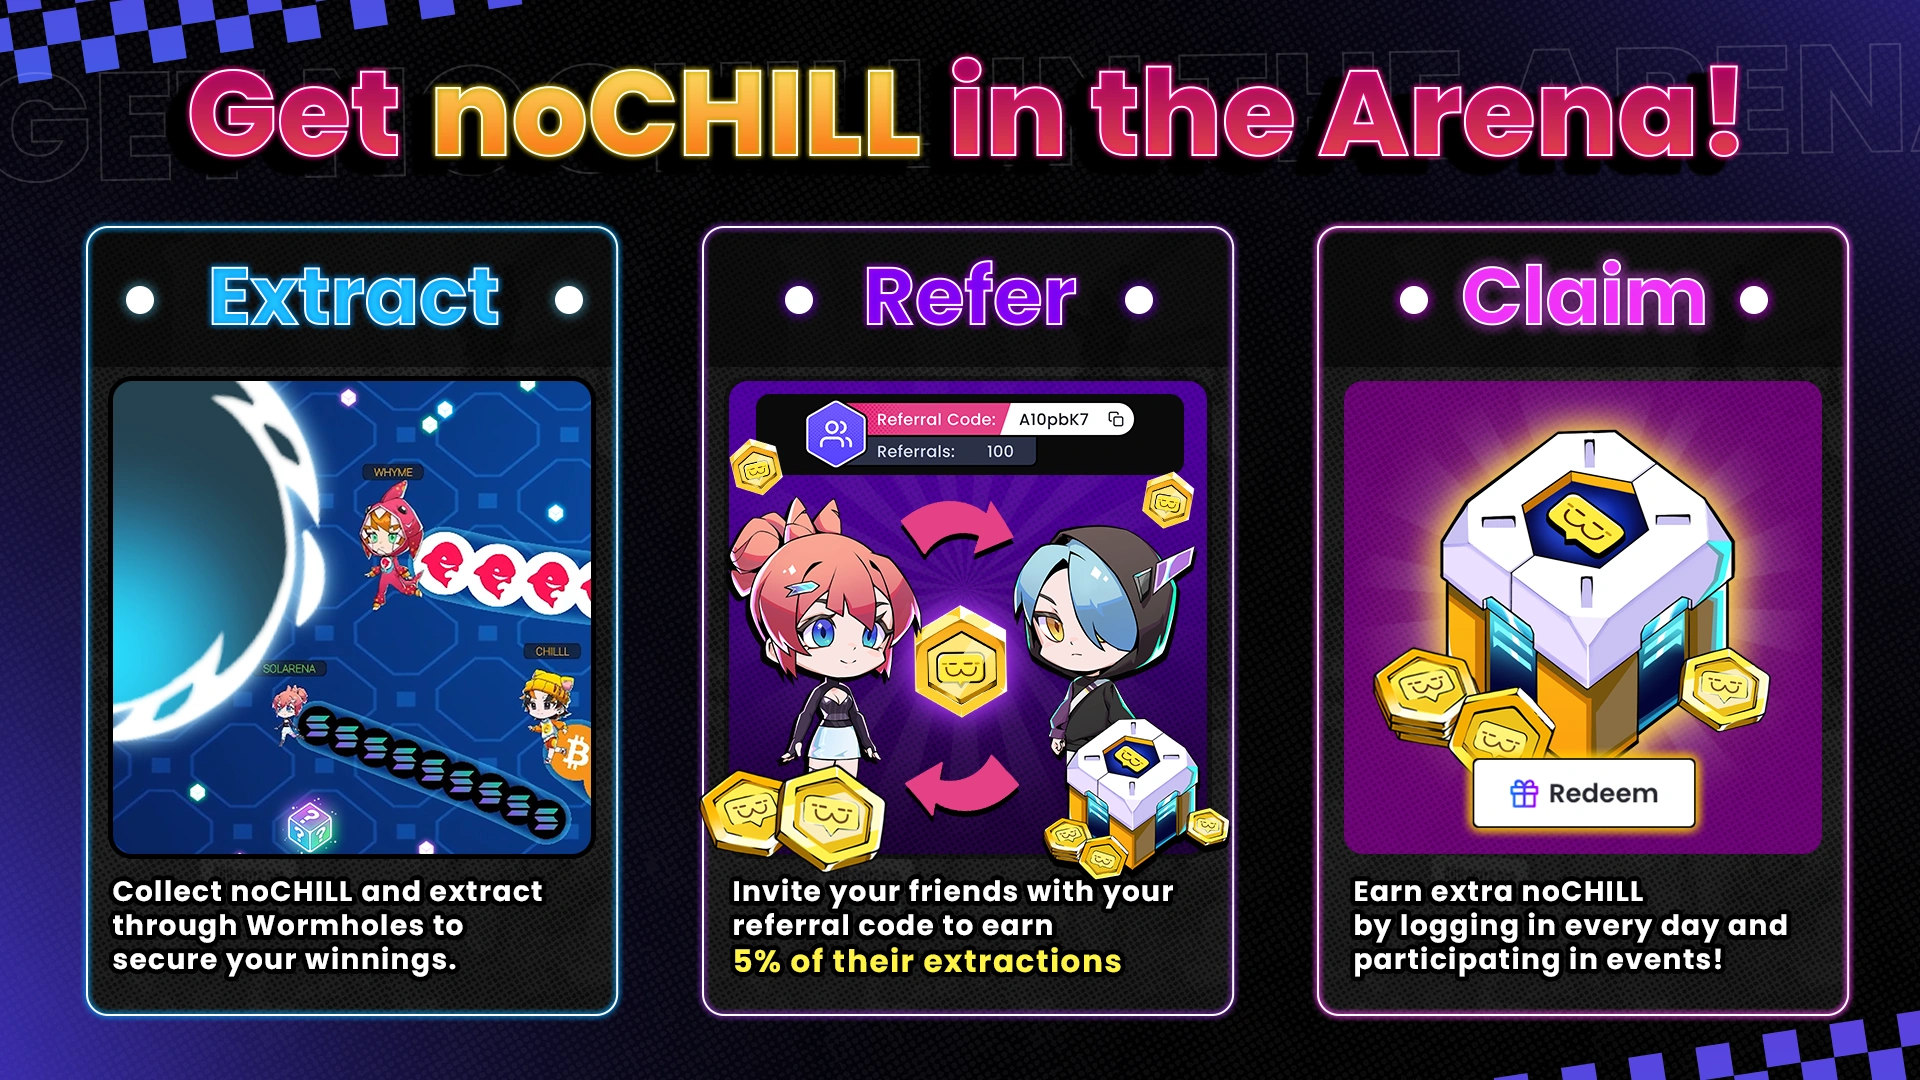 Get noCHILL in the Arena!
Extract
WHYME
SOLARENA
CHILLL
Collect noCHILL and extract
through Wormholes to
secure your winnings.
Refer
Referral Code: A10pbK7
Referrals: 100
Invite your friends with your
referral code to earn
5% of their extractions
Claim
Redeem
Earn extra noCHILL
by logging in every day and
participating in events!